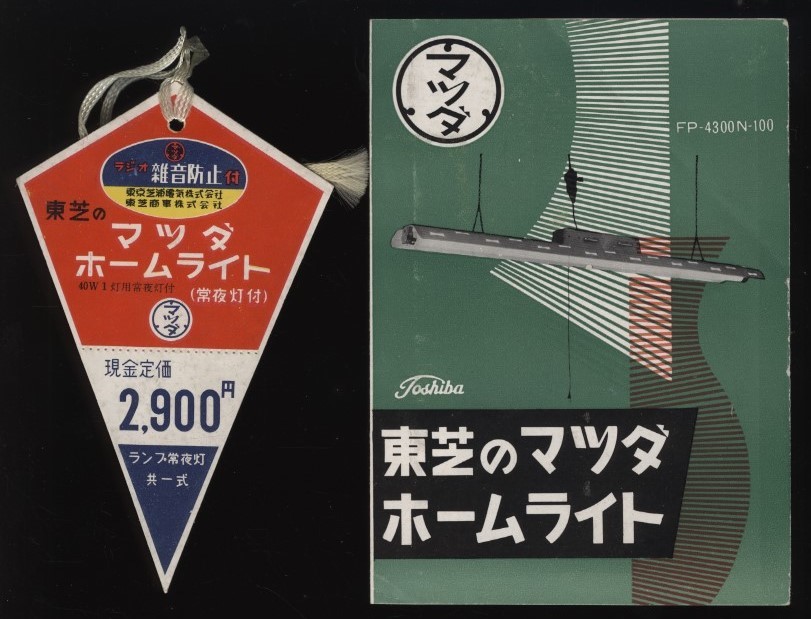 マツダ
ラジオ雑音防止付
東京芝浦電気株式会社
東芝商事株式会社
東芝の
マツダ
ホームライト
40W 1灯用常夜灯付
(常夜灯付)
マツダ
現金定価
2,900円
ランプ常夜灯
共一式
マツダ
FP-4300N-100
Toshiba
東芝のマツダ
ホームライト